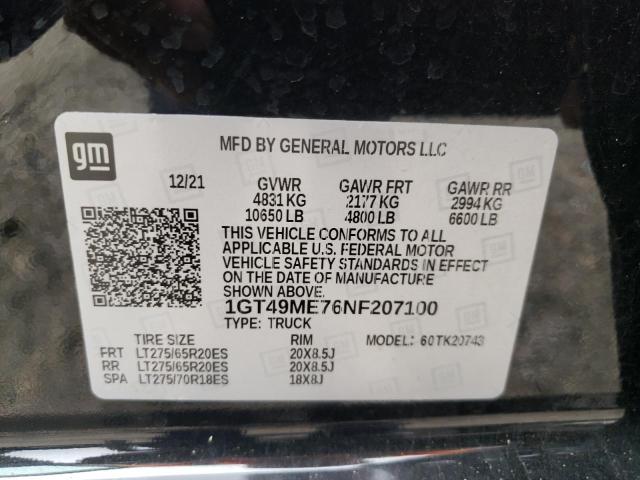 gm
MFD BY GENERAL MOTORS LLC
12/21 GVWR GAWR FRT GAWR RR
4831 KG 2177 KG 2994 KG
10650 LB 4800 LB 6600 LB
THIS VEHICLE CONFORMS TO ALL
APPLICABLE U.S. FEDERAL MOTOR
VEHICLE SAFETY STANDARDS IN EFFECT
ON THE DATE OF MANUFACTURE
SHOWN ABOVE.
1GT49ME76NF207100
TYPE: TRUCK
TIRE SIZE RIM MODEL: 60TK20743
FRT LT275/65R20ES 20X8.5J
RR LT275/65R20ES 20X8.5J
SPA LT275/70R18ES 18X8J